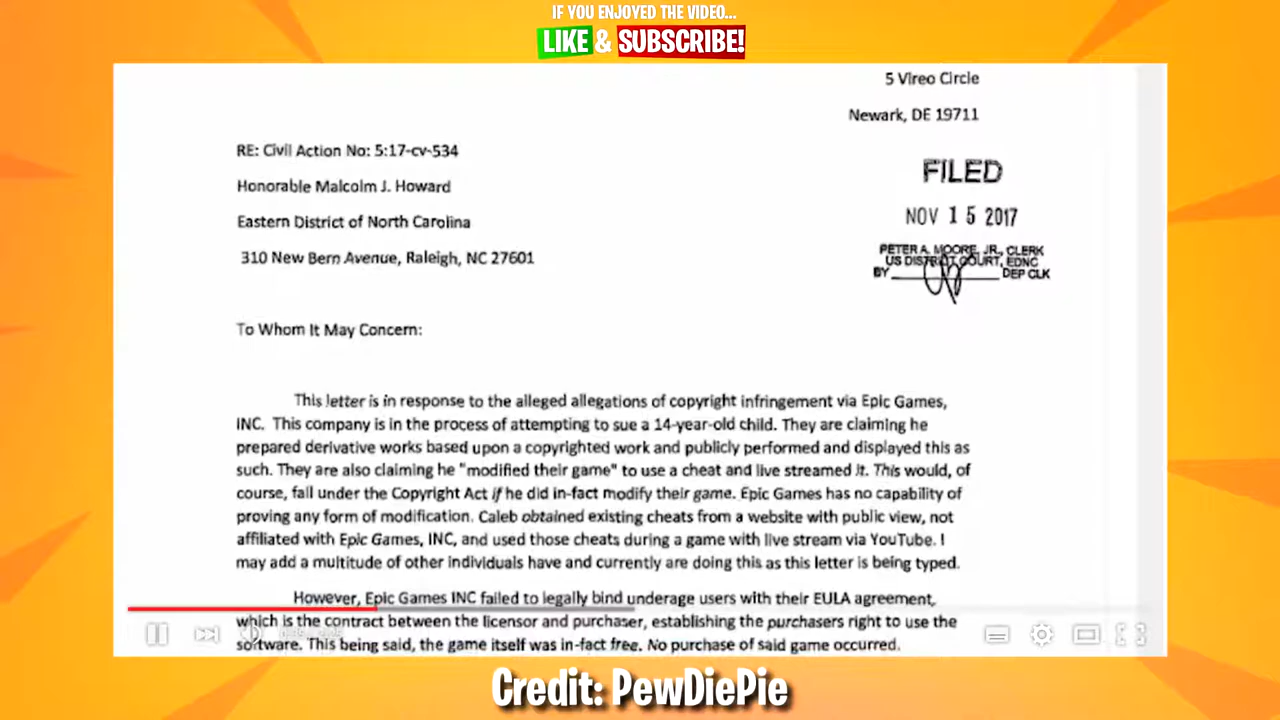 IF YOU ENJOYED THE VIDEO...
LIKE & SUBSCRIBE!
5 Vireo Circle
Newark, DE 19711
RE: Civil Action No: 5:17-cv-534
FILED
Honorable Malcolm J. Howard
NOV 15 2017
Eastern District of North Carolina
PETER A. MOORE, JR., CLERK
US DISTRICT COURT, EDNC
BY DEP CLK
310 New Bern Avenue, Raleigh, NC 27601
To Whom It May Concern:
This letter is in response to the alleged allegations of copyright infringement via Epic Games,
INC. This company is in the process of attempting to sue a 14-year-old child. They are claiming he
prepared derivative works based upon a copyrighted work and publicly performed and displayed this as
such. They are also claiming he "modified their game" to use a cheat and live streamed it. This would, of
course, fall under the Copyright Act if he did in-fact modify their game. Epic Games has no capability of
proving any form of modification. Caleb obtained existing cheats from a website with public view, not
affiliated with Epic Games, INC, and used those cheats during a game with live stream via YouTube. I
may add a multitude of other individuals have and currently are doing this as this letter is being typed.
However, Epic Games INC failed to legally bind underage users with their EULA agreement,
which is the contract between the licensor and purchaser, establishing the purchasers right to use the
software. This being said, the game itself was in-fact free. No purchase of said game occurred.
Credit: PewDiePie